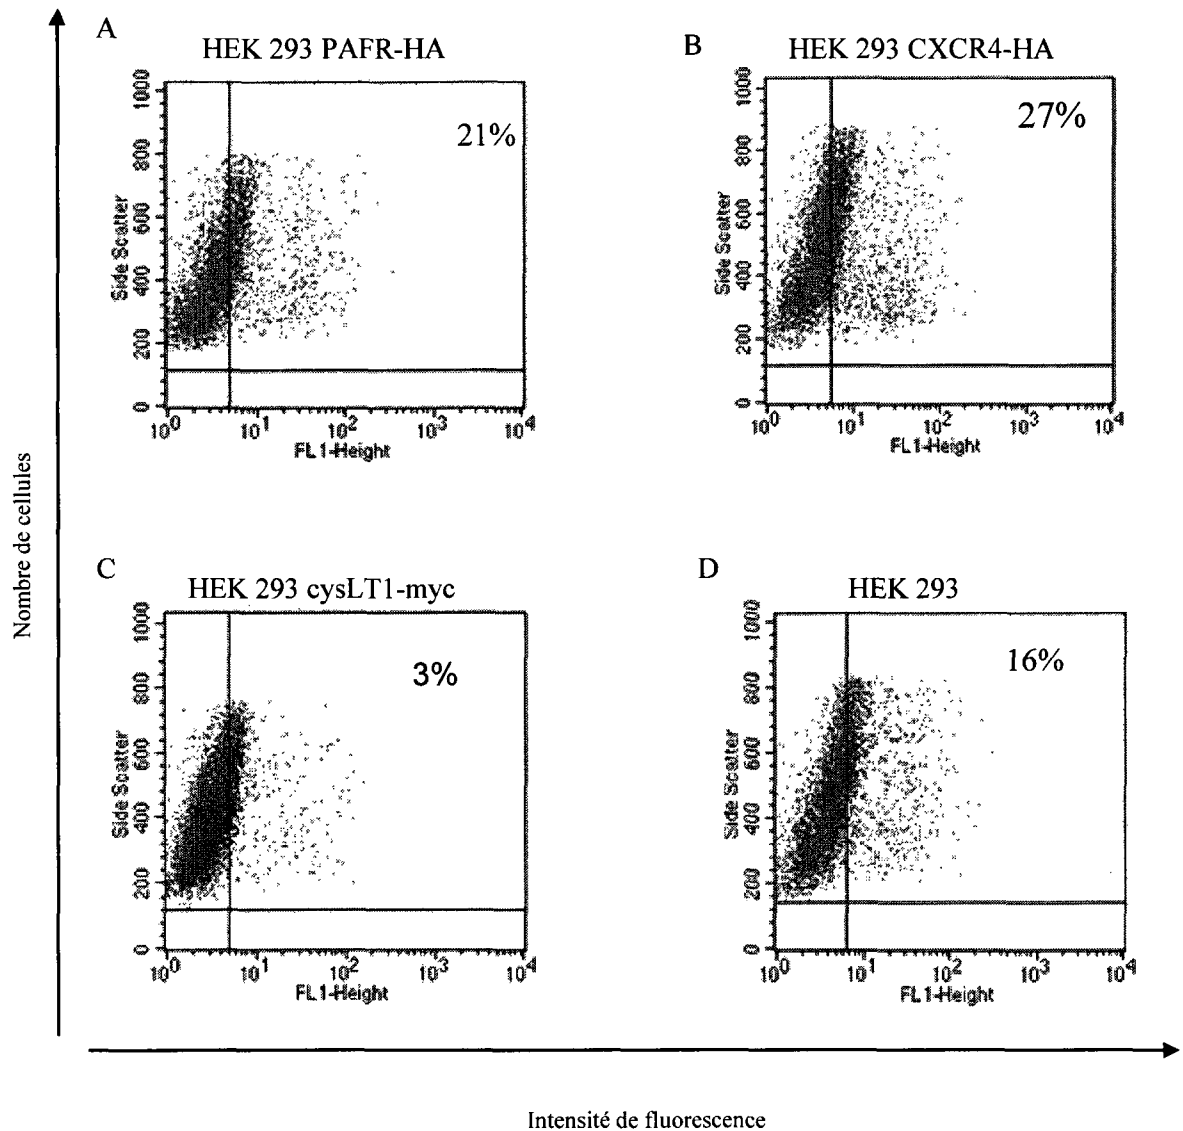 A
HEK 293 PAFR-HA
21%
Side Scatter
0 200 400 600 800 1000
10^0 10^1 10^2 10^3 10^4
FL1-Height
B
HEK 293 CXCR4-HA
27%
Side Scatter
0 200 400 600 800 1000
10^0 10^1 10^2 10^3 10^4
FL1-Height
Nombre de cellules
C
HEK 293 cysLT1-myc
3%
Side Scatter
0 200 400 600 800 1000
10^0 10^1 10^2 10^3 10^4
FL1-Height
D
HEK 293
16%
Side Scatter
0 200 400 600 800 1000
10^0 10^1 10^2 10^3 10^4
FL1-Height
Intensité de fluorescence